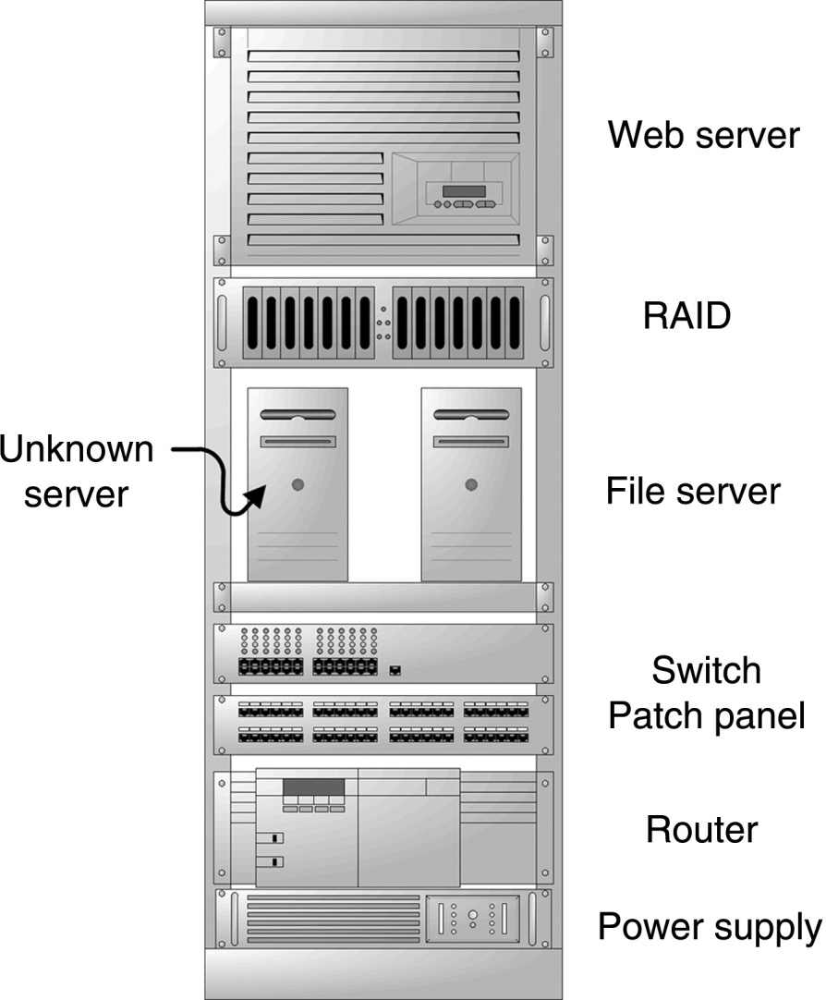 Web server
RAID
Unknown
server
File server
Switch
Patch panel
Router
Power supply